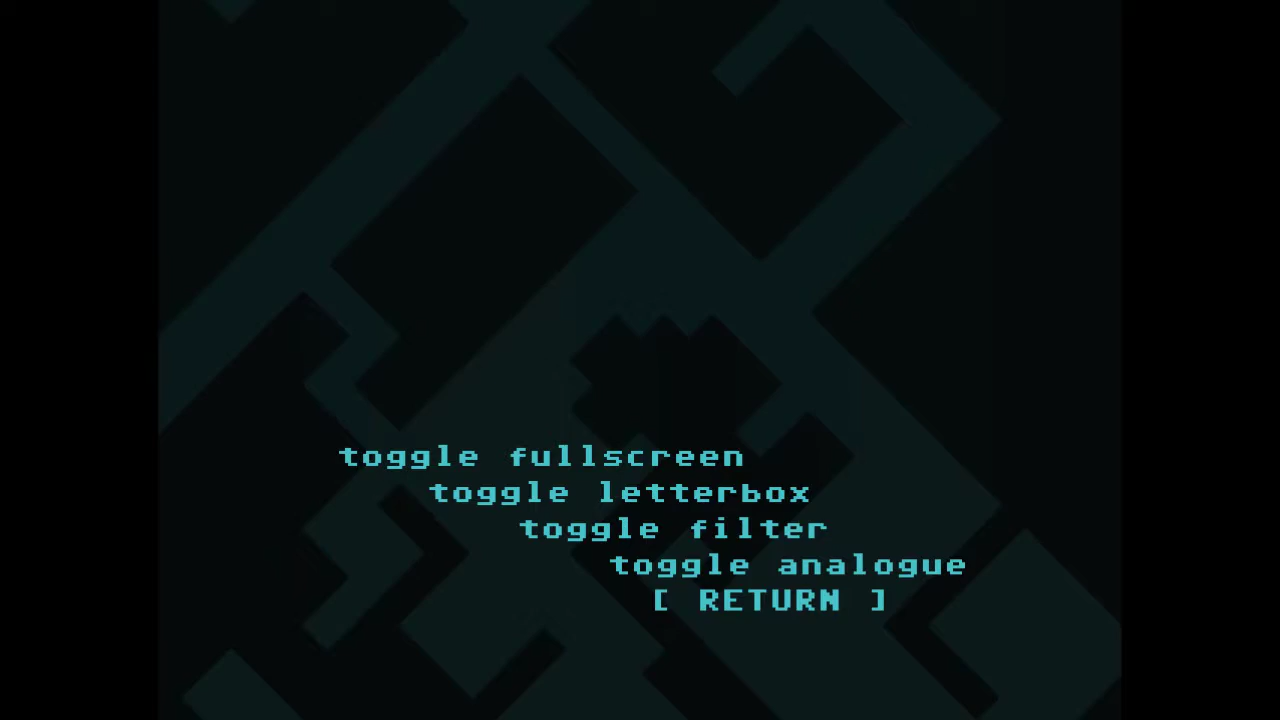 toggle fullscreen
toggle letterbox
toggle filter
toggle analogue
[ RETURN ]